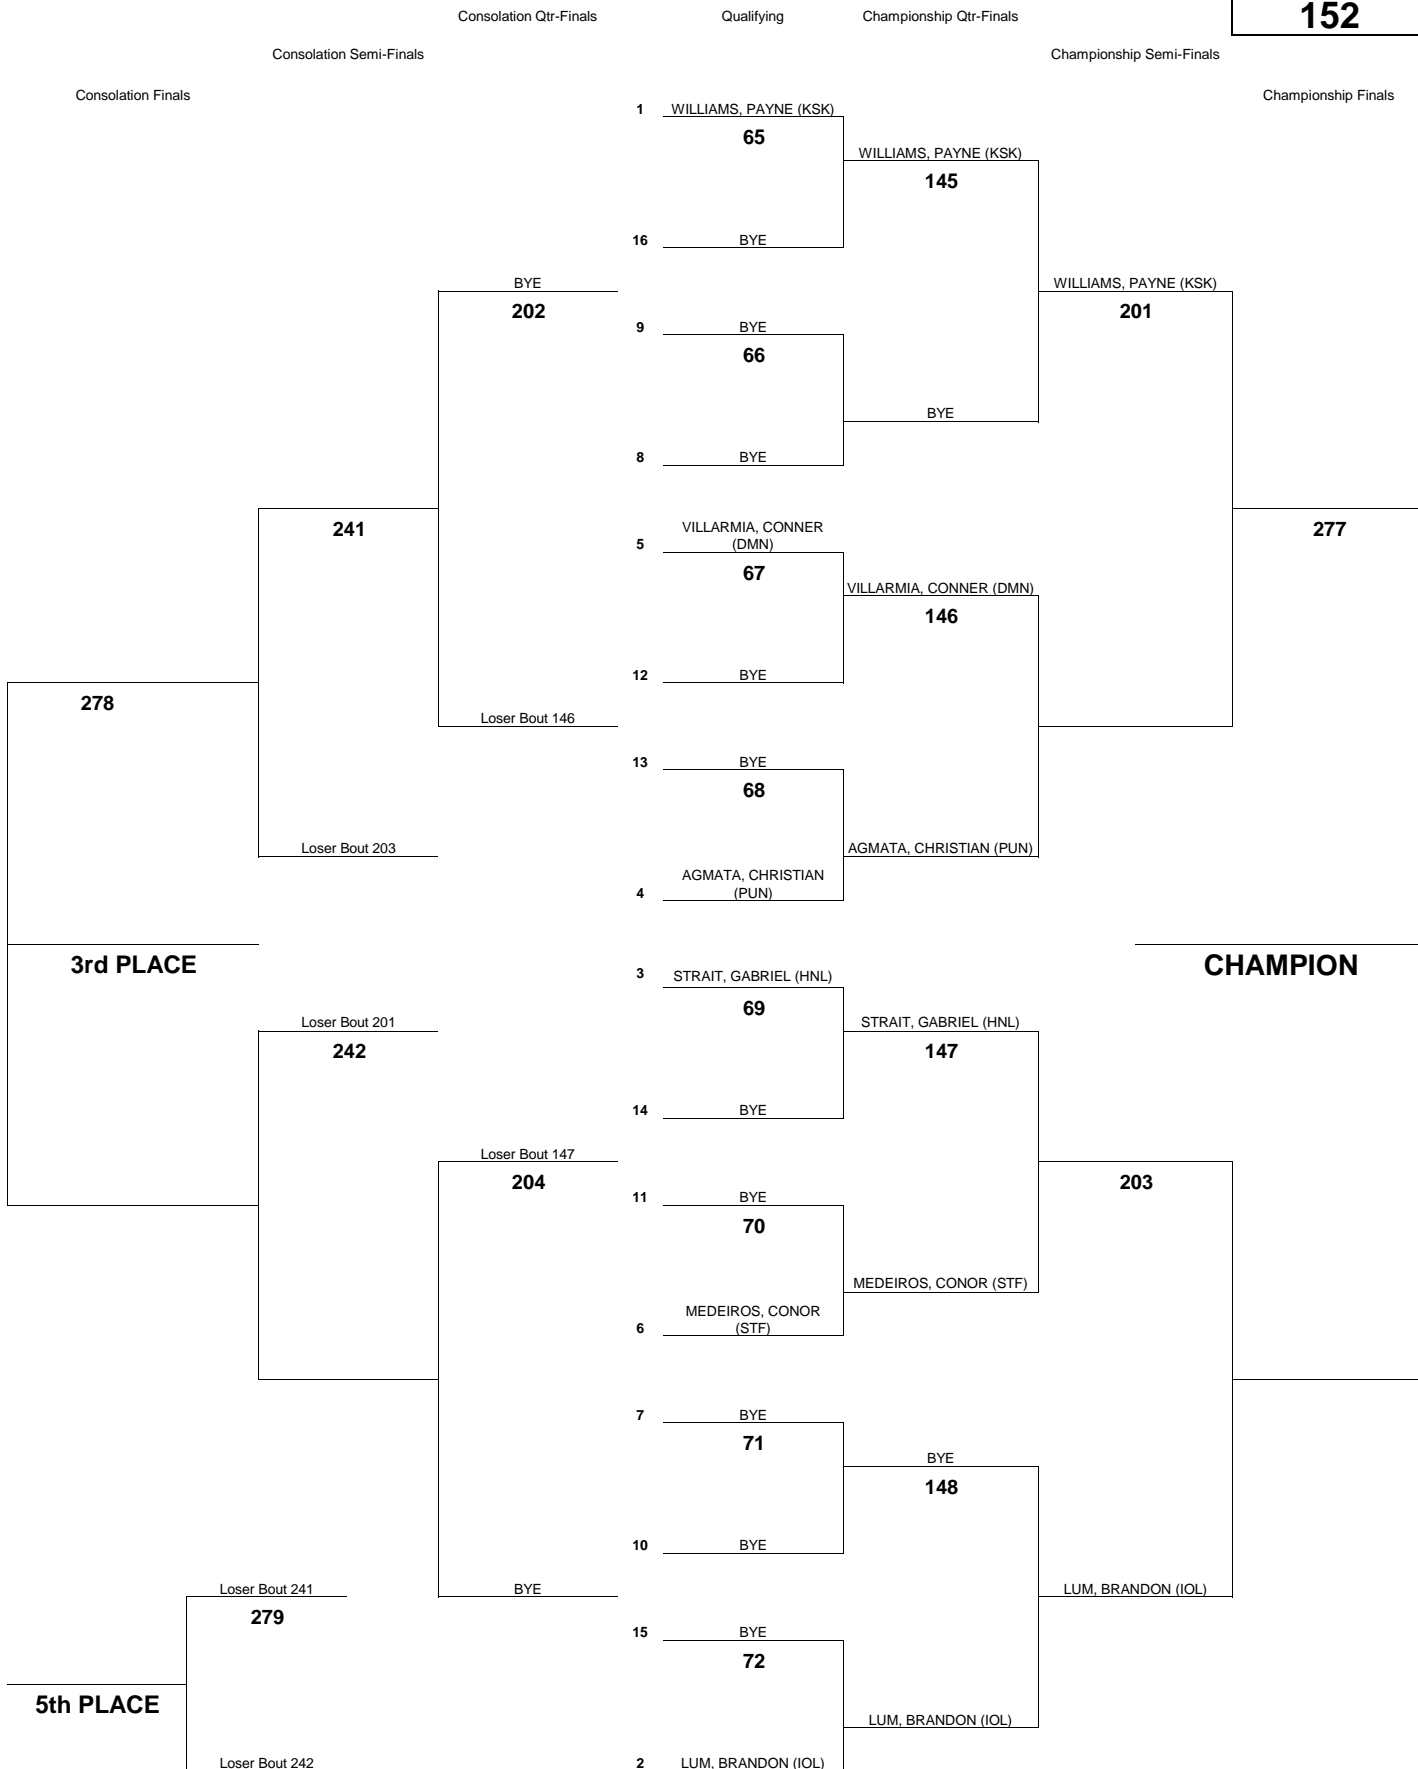 Consolation Qtr-Finals
Qualifying
Championship Qtr-Finals
152
Consolation Semi-Finals
Championship Semi-Finals
Consolation Finals
Championship Finals
1 WILLIAMS, PAYNE (KSK)
65
WILLIAMS, PAYNE (KSK)
145
16 BYE
BYE
WILLIAMS, PAYNE (KSK)
202
201
9 BYE
66
BYE
8 BYE
241
277
VILLARMIA, CONNER
5 (DMN)
67
VILLARMIA, CONNER (DMN)
146
12 BYE
278
Loser Bout 146
13 BYE
68
Loser Bout 203
AGMATA, CHRISTIAN (PUN)
AGMATA, CHRISTIAN
4 (PUN)
3rd PLACE
CHAMPION
3 STRAIT, GABRIEL (HNL)
69
Loser Bout 201
STRAIT, GABRIEL (HNL)
242
147
14 BYE
Loser Bout 147
204
203
11 BYE
70
MEDEIROS, CONOR (STF)
MEDEIROS, CONOR
6 (STF)
7 BYE
71
BYE
148
10 BYE
Loser Bout 241
BYE
LUM, BRANDON (IOL)
279
15 BYE
72
5th PLACE
LUM, BRANDON (IOL)
Loser Bout 242
2 LUM, BRANDON (IOL)